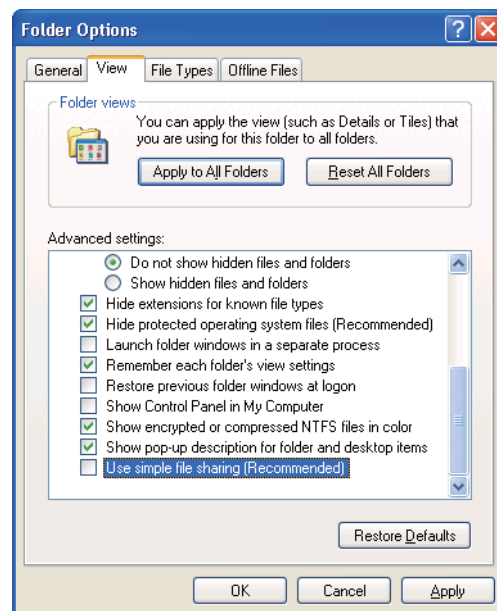 Folder Options
General View File Types Offline Files
Folder views
You can apply the view (such as Details or Tiles) that
you are using for this folder to all folders.
Apply to All Folders Reset All Folders
Advanced settings:
Do not show hidden files and folders
Show hidden files and folders
Hide extensions for known file types
Hide protected operating system files (Recommended)
Launch folder windows in a separate process
Remember each folder's view settings
Restore previous folder windows at logon
Show Control Panel in My Computer
Show encrypted or compressed NTFS files in color
Show pop-up description for folder and desktop items
Use simple file sharing (Recommended)
Restore Defaults
OK Cancel Apply